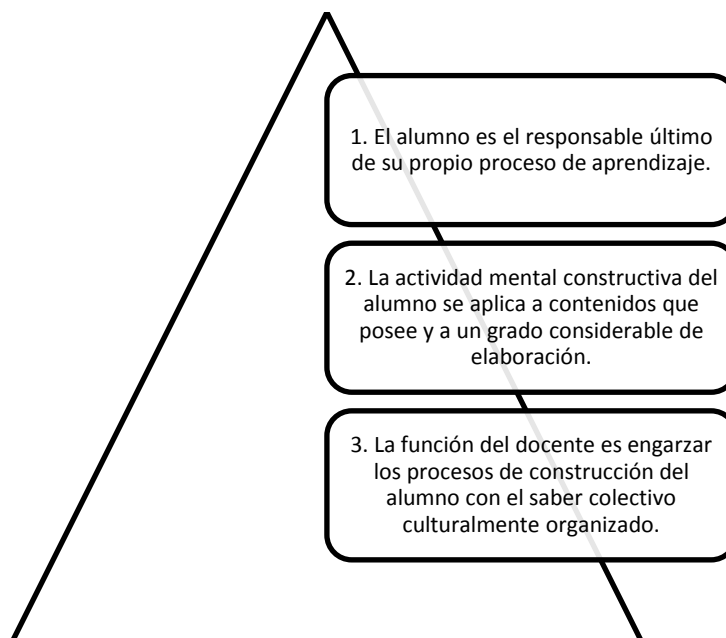 1. El alumno es el responsable último
de su propio proceso de aprendizaje.
2. La actividad mental constructiva del
alumno se aplica a contenidos que
posee y a un grado considerable de
elaboración.
3. La función del docente es engarzar
los procesos de construcción del
alumno con el saber colectivo
culturalmente organizado.